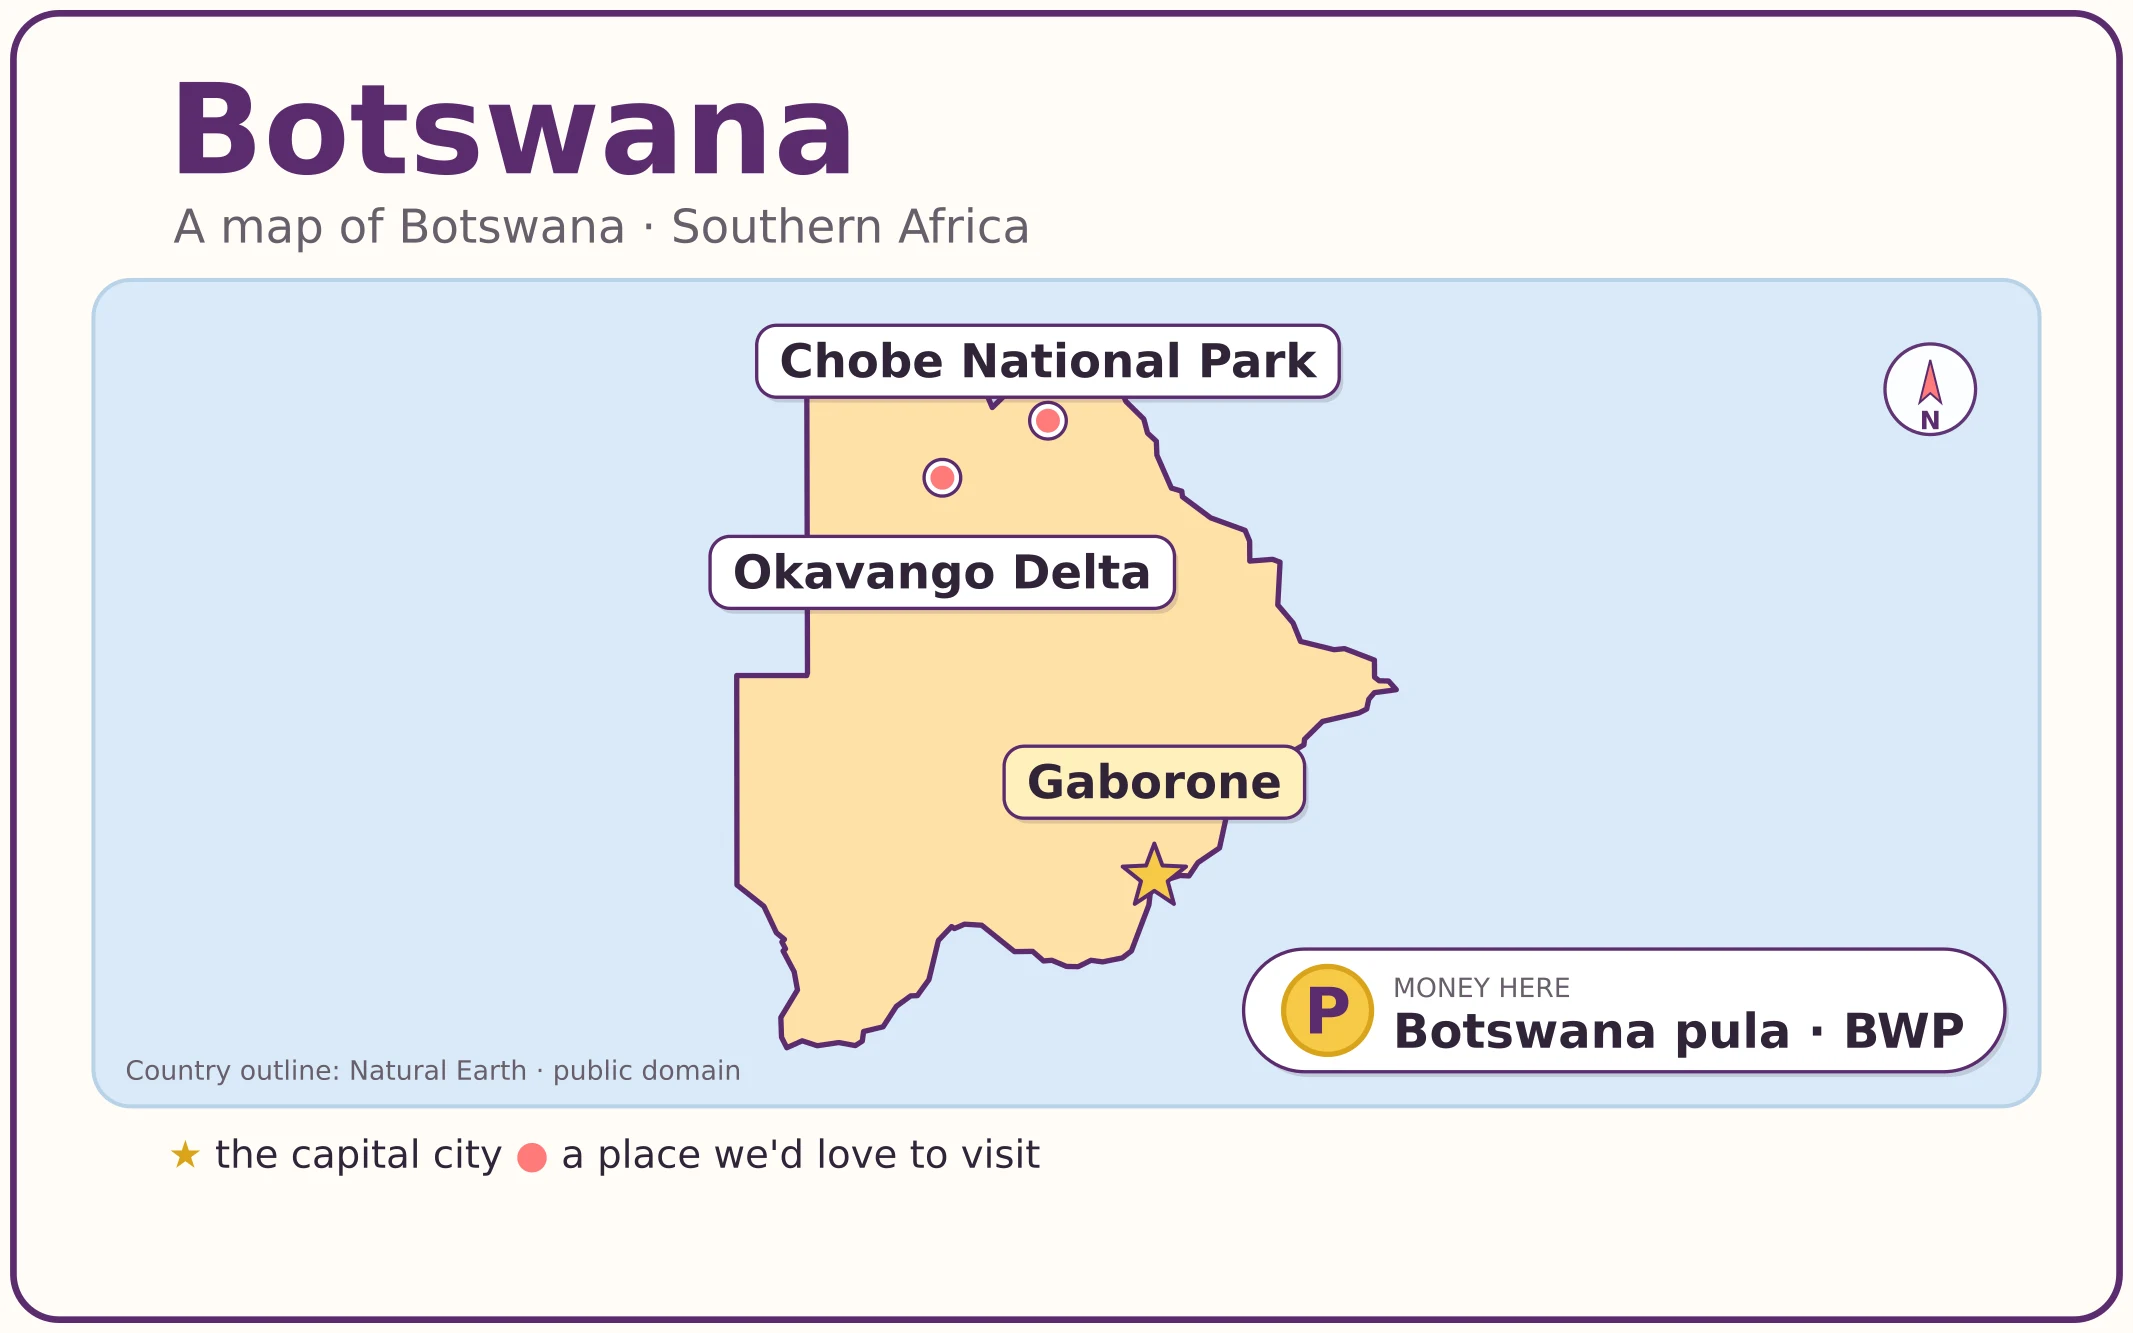 Botswana
A map of Botswana · Southern Africa
Chobe National Park
N
Okavango Delta
Gaborone
P
MONEY HERE
Botswana pula · BWP
Country outline: Natural Earth · public domain
★ the capital city ● a place we'd love to visit